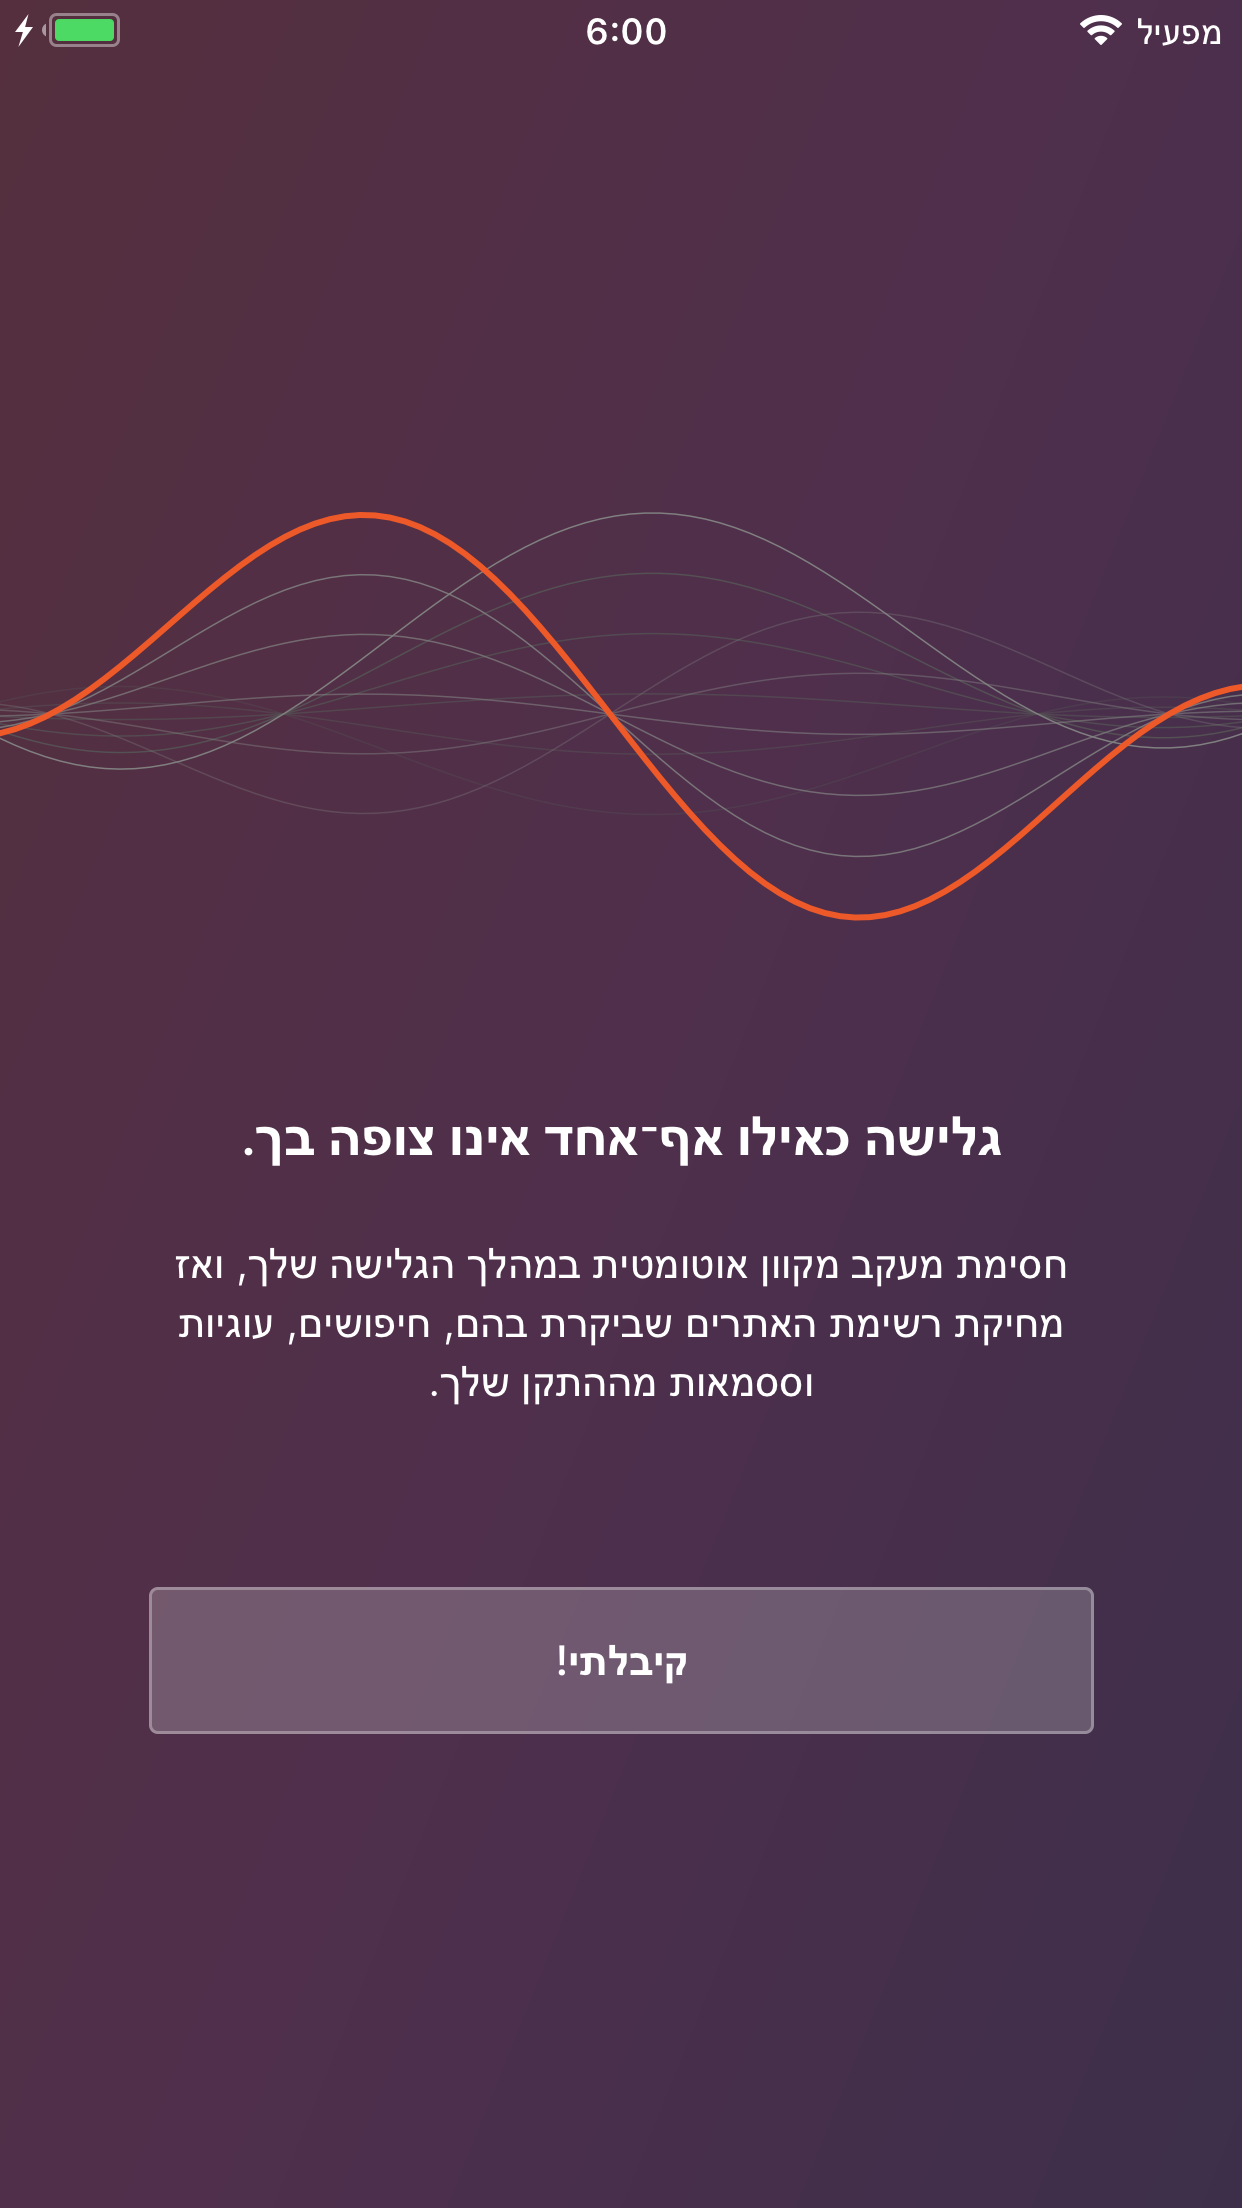 6:00
מפעיל
גלישה כאילו אף־אחד אינו צופה בך.
חסימת מעקב מקוון אוטומטית במהלך הגלישה שלך, ואז
מחיקת רשימת האתרים שביקרת בהם, חיפושים, עוגיות
וססמאות מההתקן שלך.
קיבלתי!